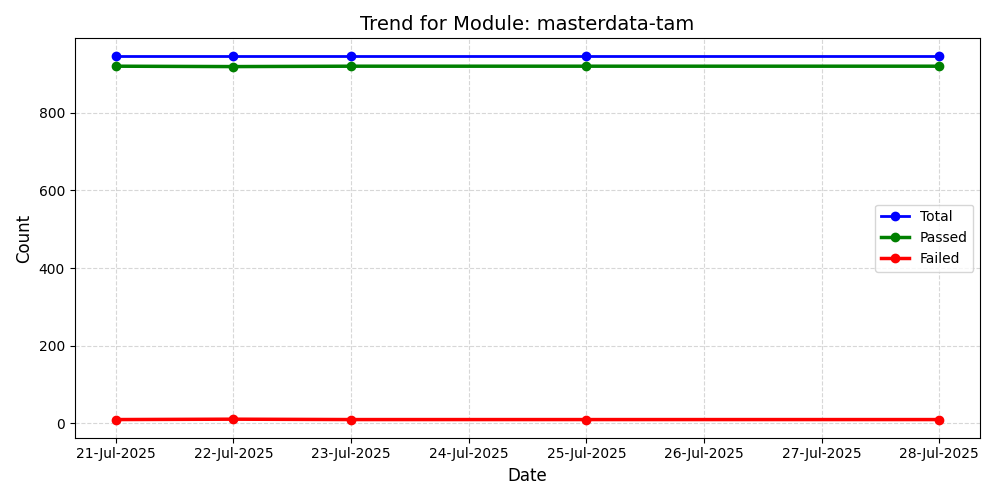 Trend for Module: masterdata-tam
Count
800
600
400
200
0
Total
Passed
Failed
21-Jul-2025 22-Jul-2025 23-Jul-2025 24-Jul-2025 25-Jul-2025 26-Jul-2025 27-Jul-2025 28-Jul-2025
Date